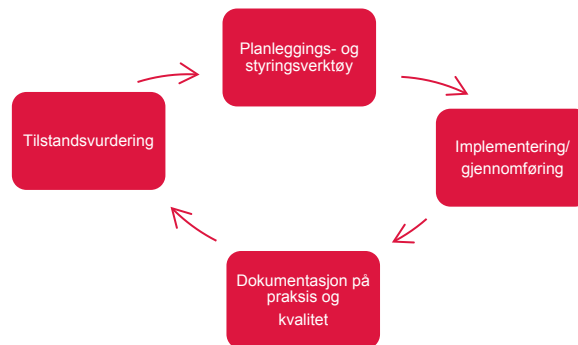 Planleggings- og
styringsverktøy
Tilstandsvurdering
Implementering/
gjennomføring
Dokumentasjon på
praksis og
kvalitet